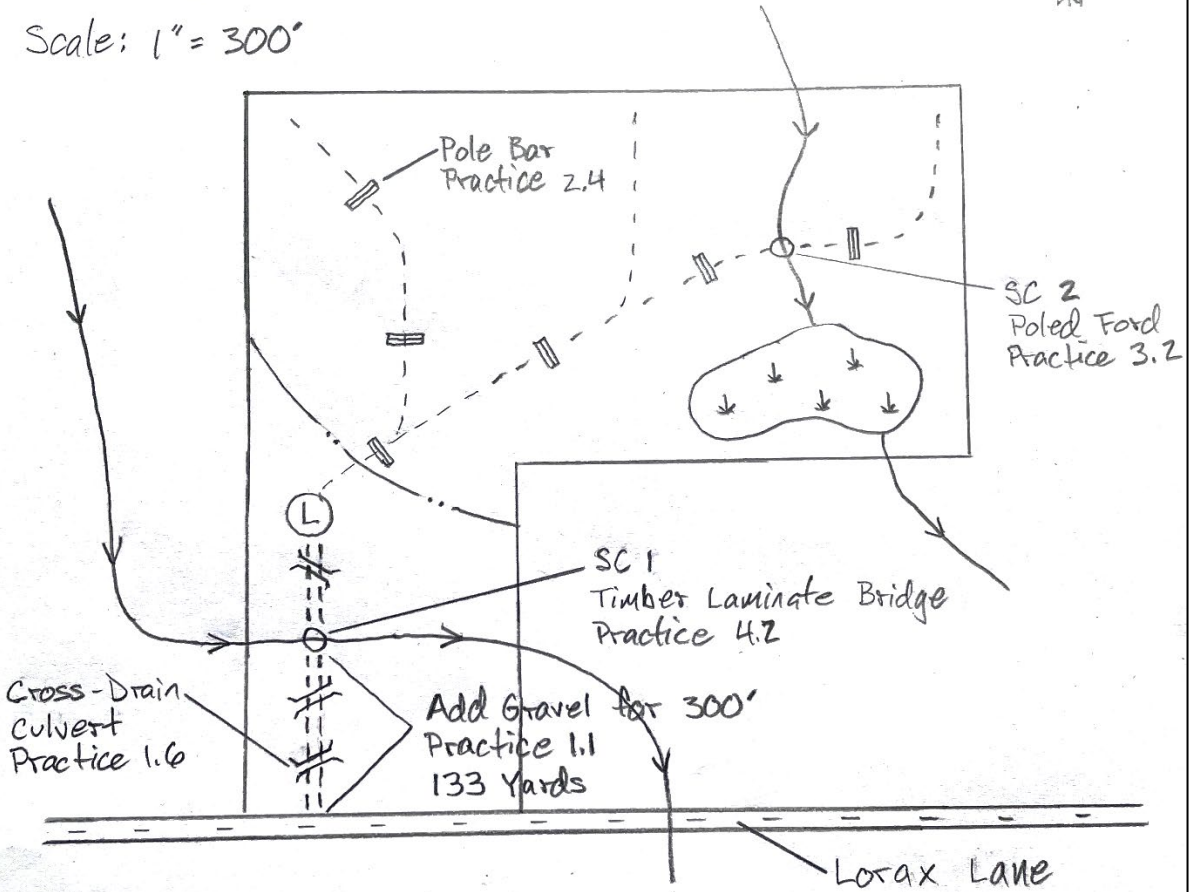 Scale: 1" = 300'
Pole Bar
Practice 2.4
SC 2
Poled Ford
Practice 3.2
L
SC 1
Timber Laminate Bridge
Practice 4.2
Cross-Drain
Culvert
Practice 1.6
Add Gravel for 300'
Practice 1.1
133 Yards
Lorax Lane